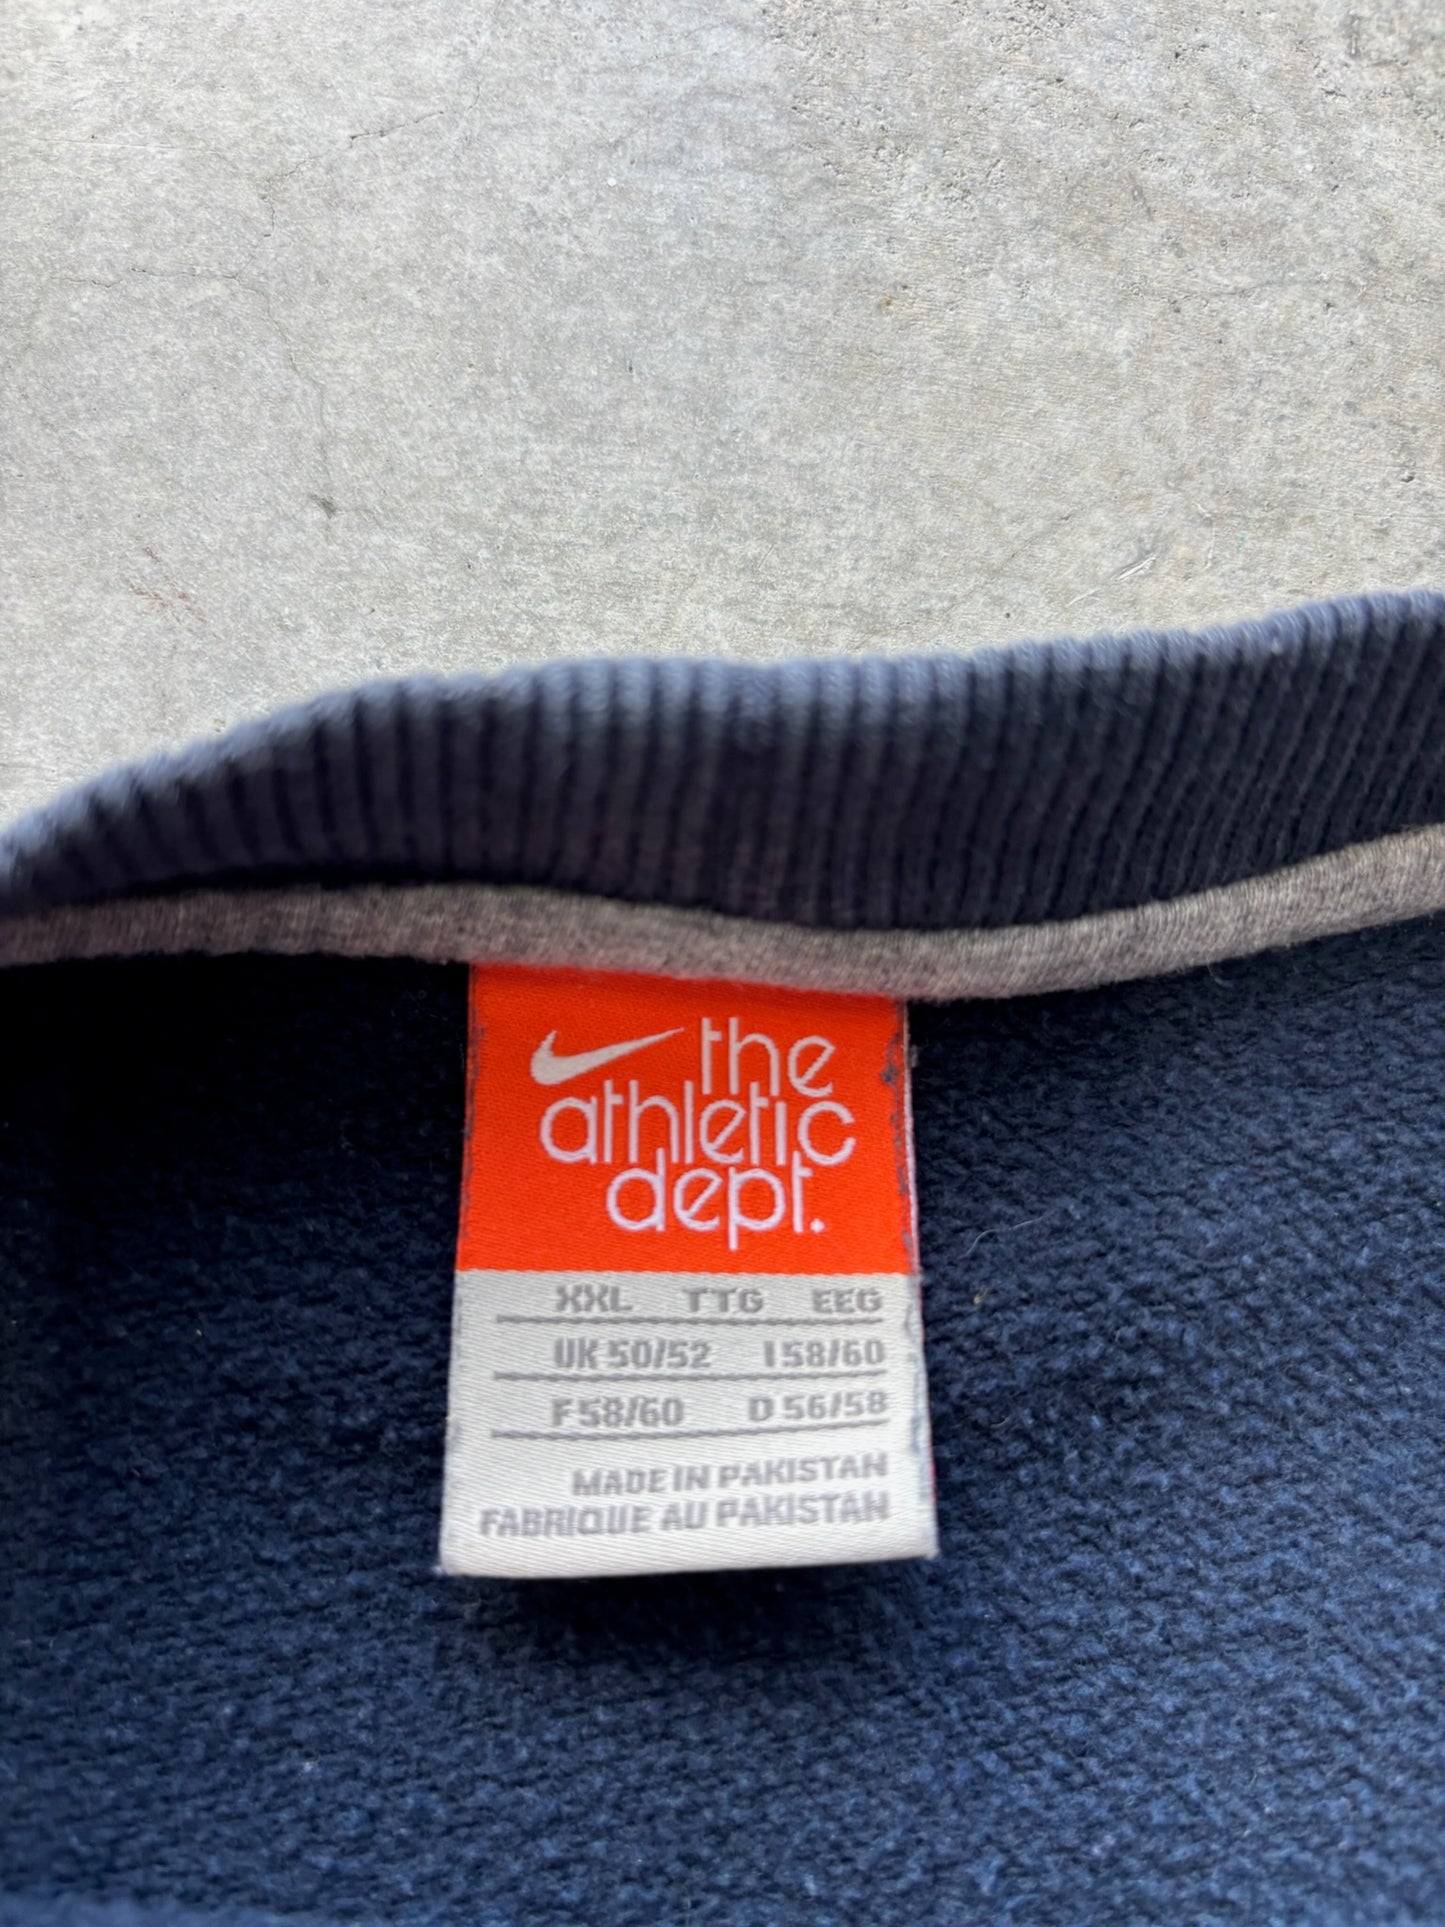 the
athletic
dept.
XXL TTG EEG
UK 50/52 I 58/60
F 58/60 D 56/58
MADE IN PAKISTAN
FABRIQUE AU PAKISTAN